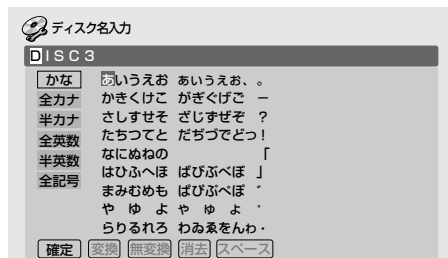 ディスク名入力
DISC3
かな あいうえお ぁぃぅぇぉ、。
全カナ かきくけこ がぎぐげご ー
半カナ さしすせそ ざじずぜぞ ?
全英数 たちつてと だぢづでどっ!
半英数 なにぬねの 「
全記号 はひふへほ ばびぶべぼ 」
まみむめも ぱぴぷぺぽ ゛
や ゆ よ ゃ ゅ ょ ゜
らりるれろ わゐゑをんゎ・
確定 変換 無変換 消去 スペース